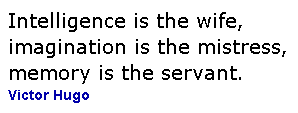 Intelligence is the wife,
imagination is the mistress,
memory is the servant.
Victor Hugo